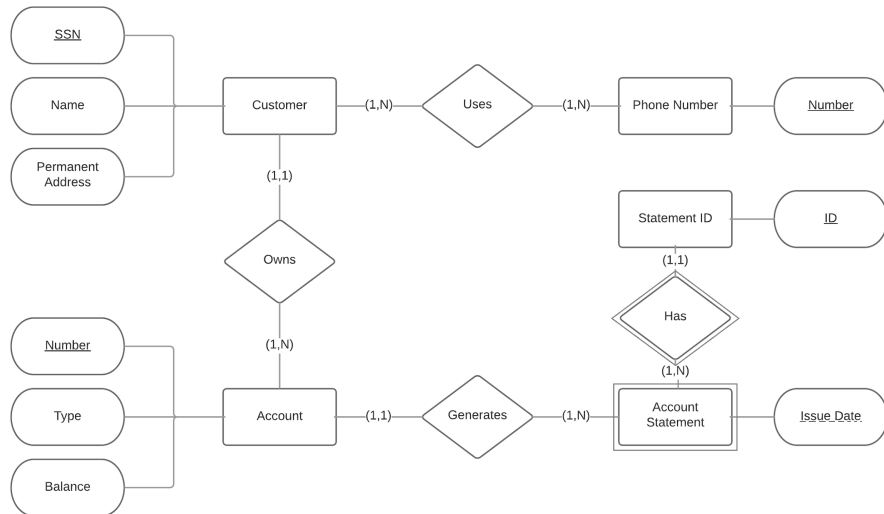 SSN
Name
Customer
(1,N)
Uses
(1,N)
Phone Number
Number
Permanent
Address
(1,1)
Statement ID
ID
Owns
(1,1)
Has
Number
(1,N)
(1,N)
Type
Account
(1,1)
Generates
(1,N)
Account
Statement
Issue Date
Balance